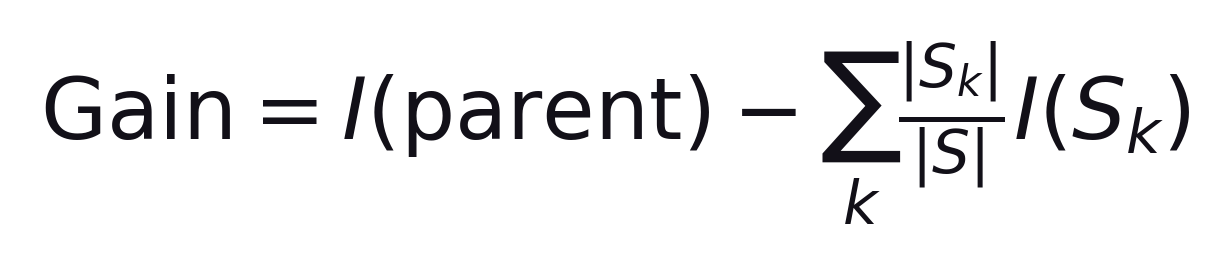 Gain = I(parent) − ∑_k |S_k|/|S| I(S_k)